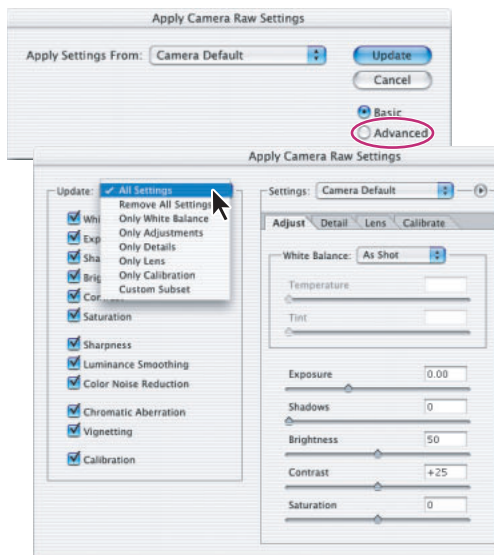 Apply Camera Raw Settings
Apply Settings From: Camera Default
Update
Cancel
Basic
Advanced
Apply Camera Raw Settings
Update: All Settings
Remove All Settings
Only White Balance
Only Adjustments
Only Details
Only Lens
Only Calibration
Custom Subset
Saturation
Sharpness
Luminance Smoothing
Color Noise Reduction
Chromatic Aberration
Vignetting
Calibration
Settings: Camera Default
Adjust Detail Lens Calibrate
White Balance: As Shot
Temperature
Tint
Exposure 0.00
Shadows 0
Brightness 50
Contrast +25
Saturation 0